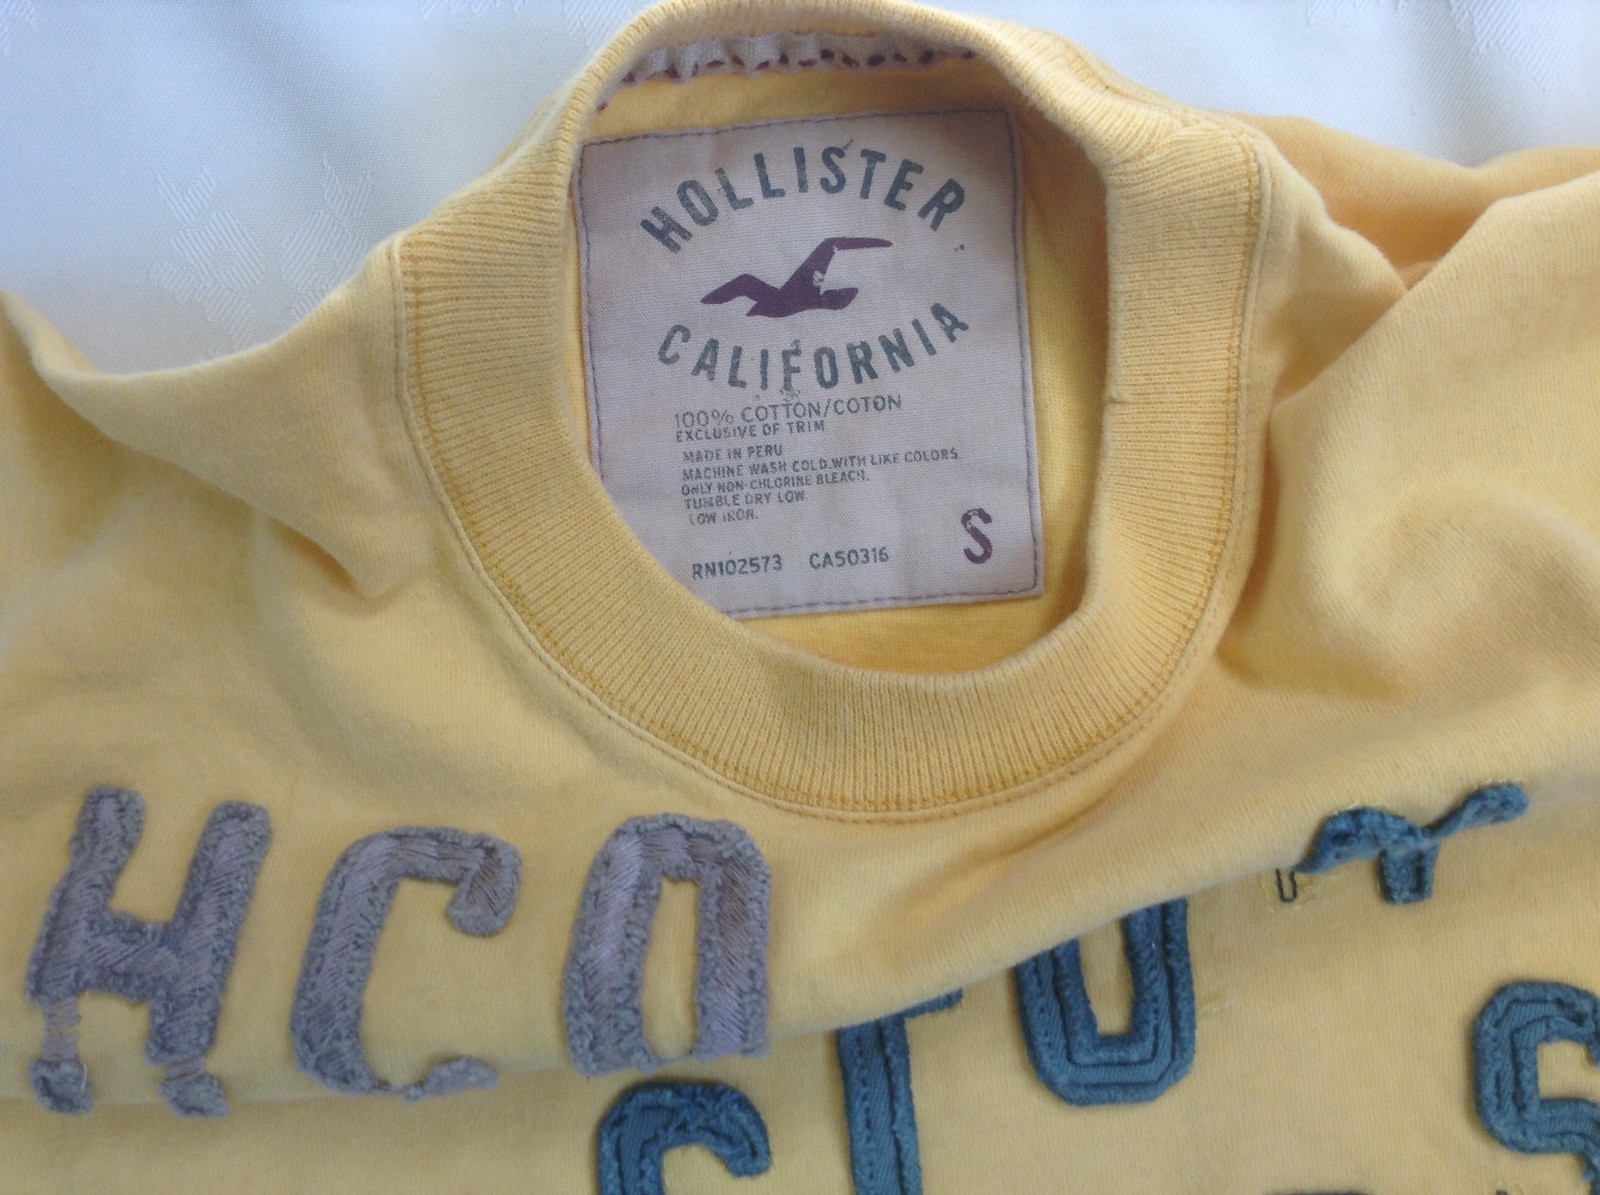 HOLLISTER
CALIFORNIA
100% COTTON/COTON
EXCLUSIVE OF TRIM
MADE IN PERU
MACHINE WASH COLD.WITH LIKE COLORS.
ONLY NON-CHLORINE BLEACH.
TUMBLE DRY LOW.
LOW IRON.
RN102573 CA50316 S
HCO